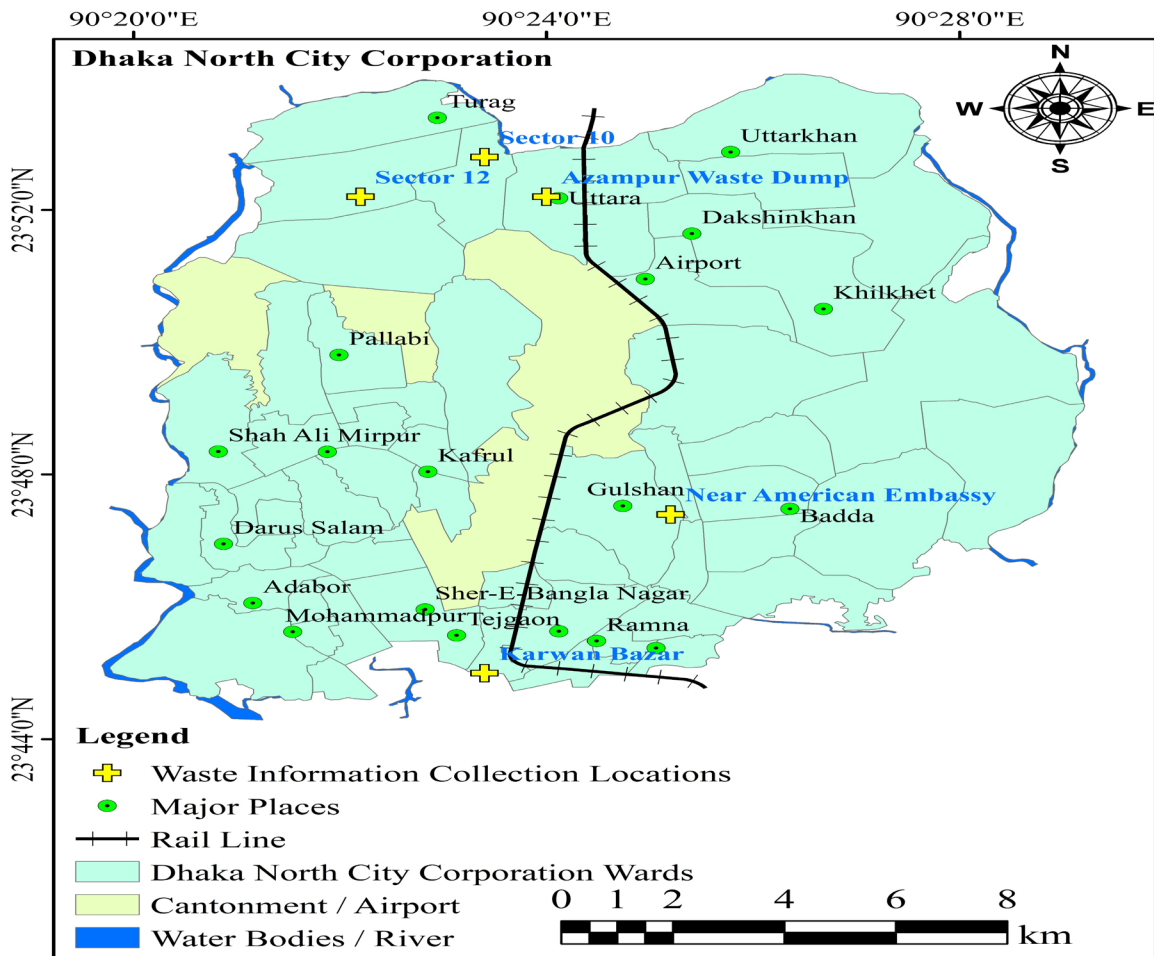 90°20'0"E
90°24'0"E
90°28'0"E
Dhaka North City Corporation
N
W
E
S
Turag
Sector 40
Uttarkhan
Sector 12
Azampur Waste Dump
Uttara
23°52'0"N
Dakshinkhan
Airport
Khilkhet
Pallabi
Shah Ali Mirpur
Kafrul
23°48'0"N
Gulshan
Near American Embassy
Badda
Darus Salam
Adabor
Sher-E-Bangla Nagar
Mohammadpur
Tejgaon
Ramna
Karwan Bazar
23°44'0"N
Legend
Waste Information Collection Locations
Major Places
Rail Line
Dhaka North City Corporation Wards
Cantonment / Airport
Water Bodies / River
0 1 2 4 6 8
km